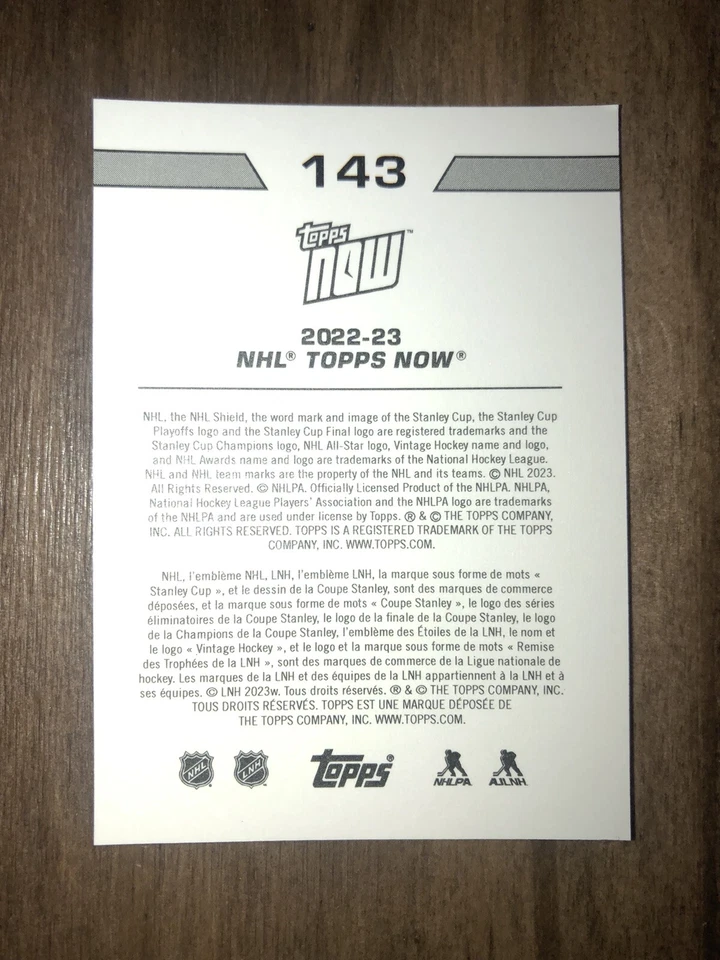 143
topps
NOW™
2022-23
NHL® TOPPS NOW®
NHL, the NHL Shield, the word mark and image of the Stanley Cup, the Stanley Cup
Playoffs logo and the Stanley Cup Final logo are registered trademarks and the
Stanley Cup Champions logo, NHL All-Star logo, Vintage Hockey name and logo,
and NHL Awards name and logo are trademarks of the National Hockey League.
NHL and NHL team marks are the property of the NHL and its teams. © NHL 2023.
All Rights Reserved. © NHLPA. Officially Licensed Product of the NHLPA. NHLPA,
National Hockey League Players' Association and the NHLPA logo are trademarks
of the NHLPA and are used under license by Topps. ® & © THE TOPPS COMPANY,
INC. ALL RIGHTS RESERVED. TOPPS IS A REGISTERED TRADEMARK OF THE TOPPS
COMPANY, INC. WWW.TOPPS.COM.
NHL, l'emblème NHL, LNH, l'emblème LNH, la marque sous forme de mots «
Stanley Cup », et le dessin de la Coupe Stanley, sont des marques de commerce
déposées, et la marque sous forme de mots « Coupe Stanley », le logo des séries
éliminatoires de la Coupe Stanley, le logo de la finale de la Coupe Stanley, le logo
de la Champions de la Coupe Stanley, l'emblème des Étoiles de la LNH, le nom et
le logo « Vintage Hockey », et le logo et la marque sous forme de mots « Remise
des Trophées de la LNH », sont des marques de commerce de la Ligue nationale de
hockey. Les marques de la LNH et des équipes de la LNH appartiennent à la LNH et à
ses équipes. © LNH 2023w. Tous droits réservés. ® & © THE TOPPS COMPANY, INC.
TOUS DROITS RÉSERVÉS. TOPPS EST UNE MARQUE DÉPOSÉE DE
THE TOPPS COMPANY, INC. WWW.TOPPS.COM.
NHL LNH topps® NHLPA AJLNH